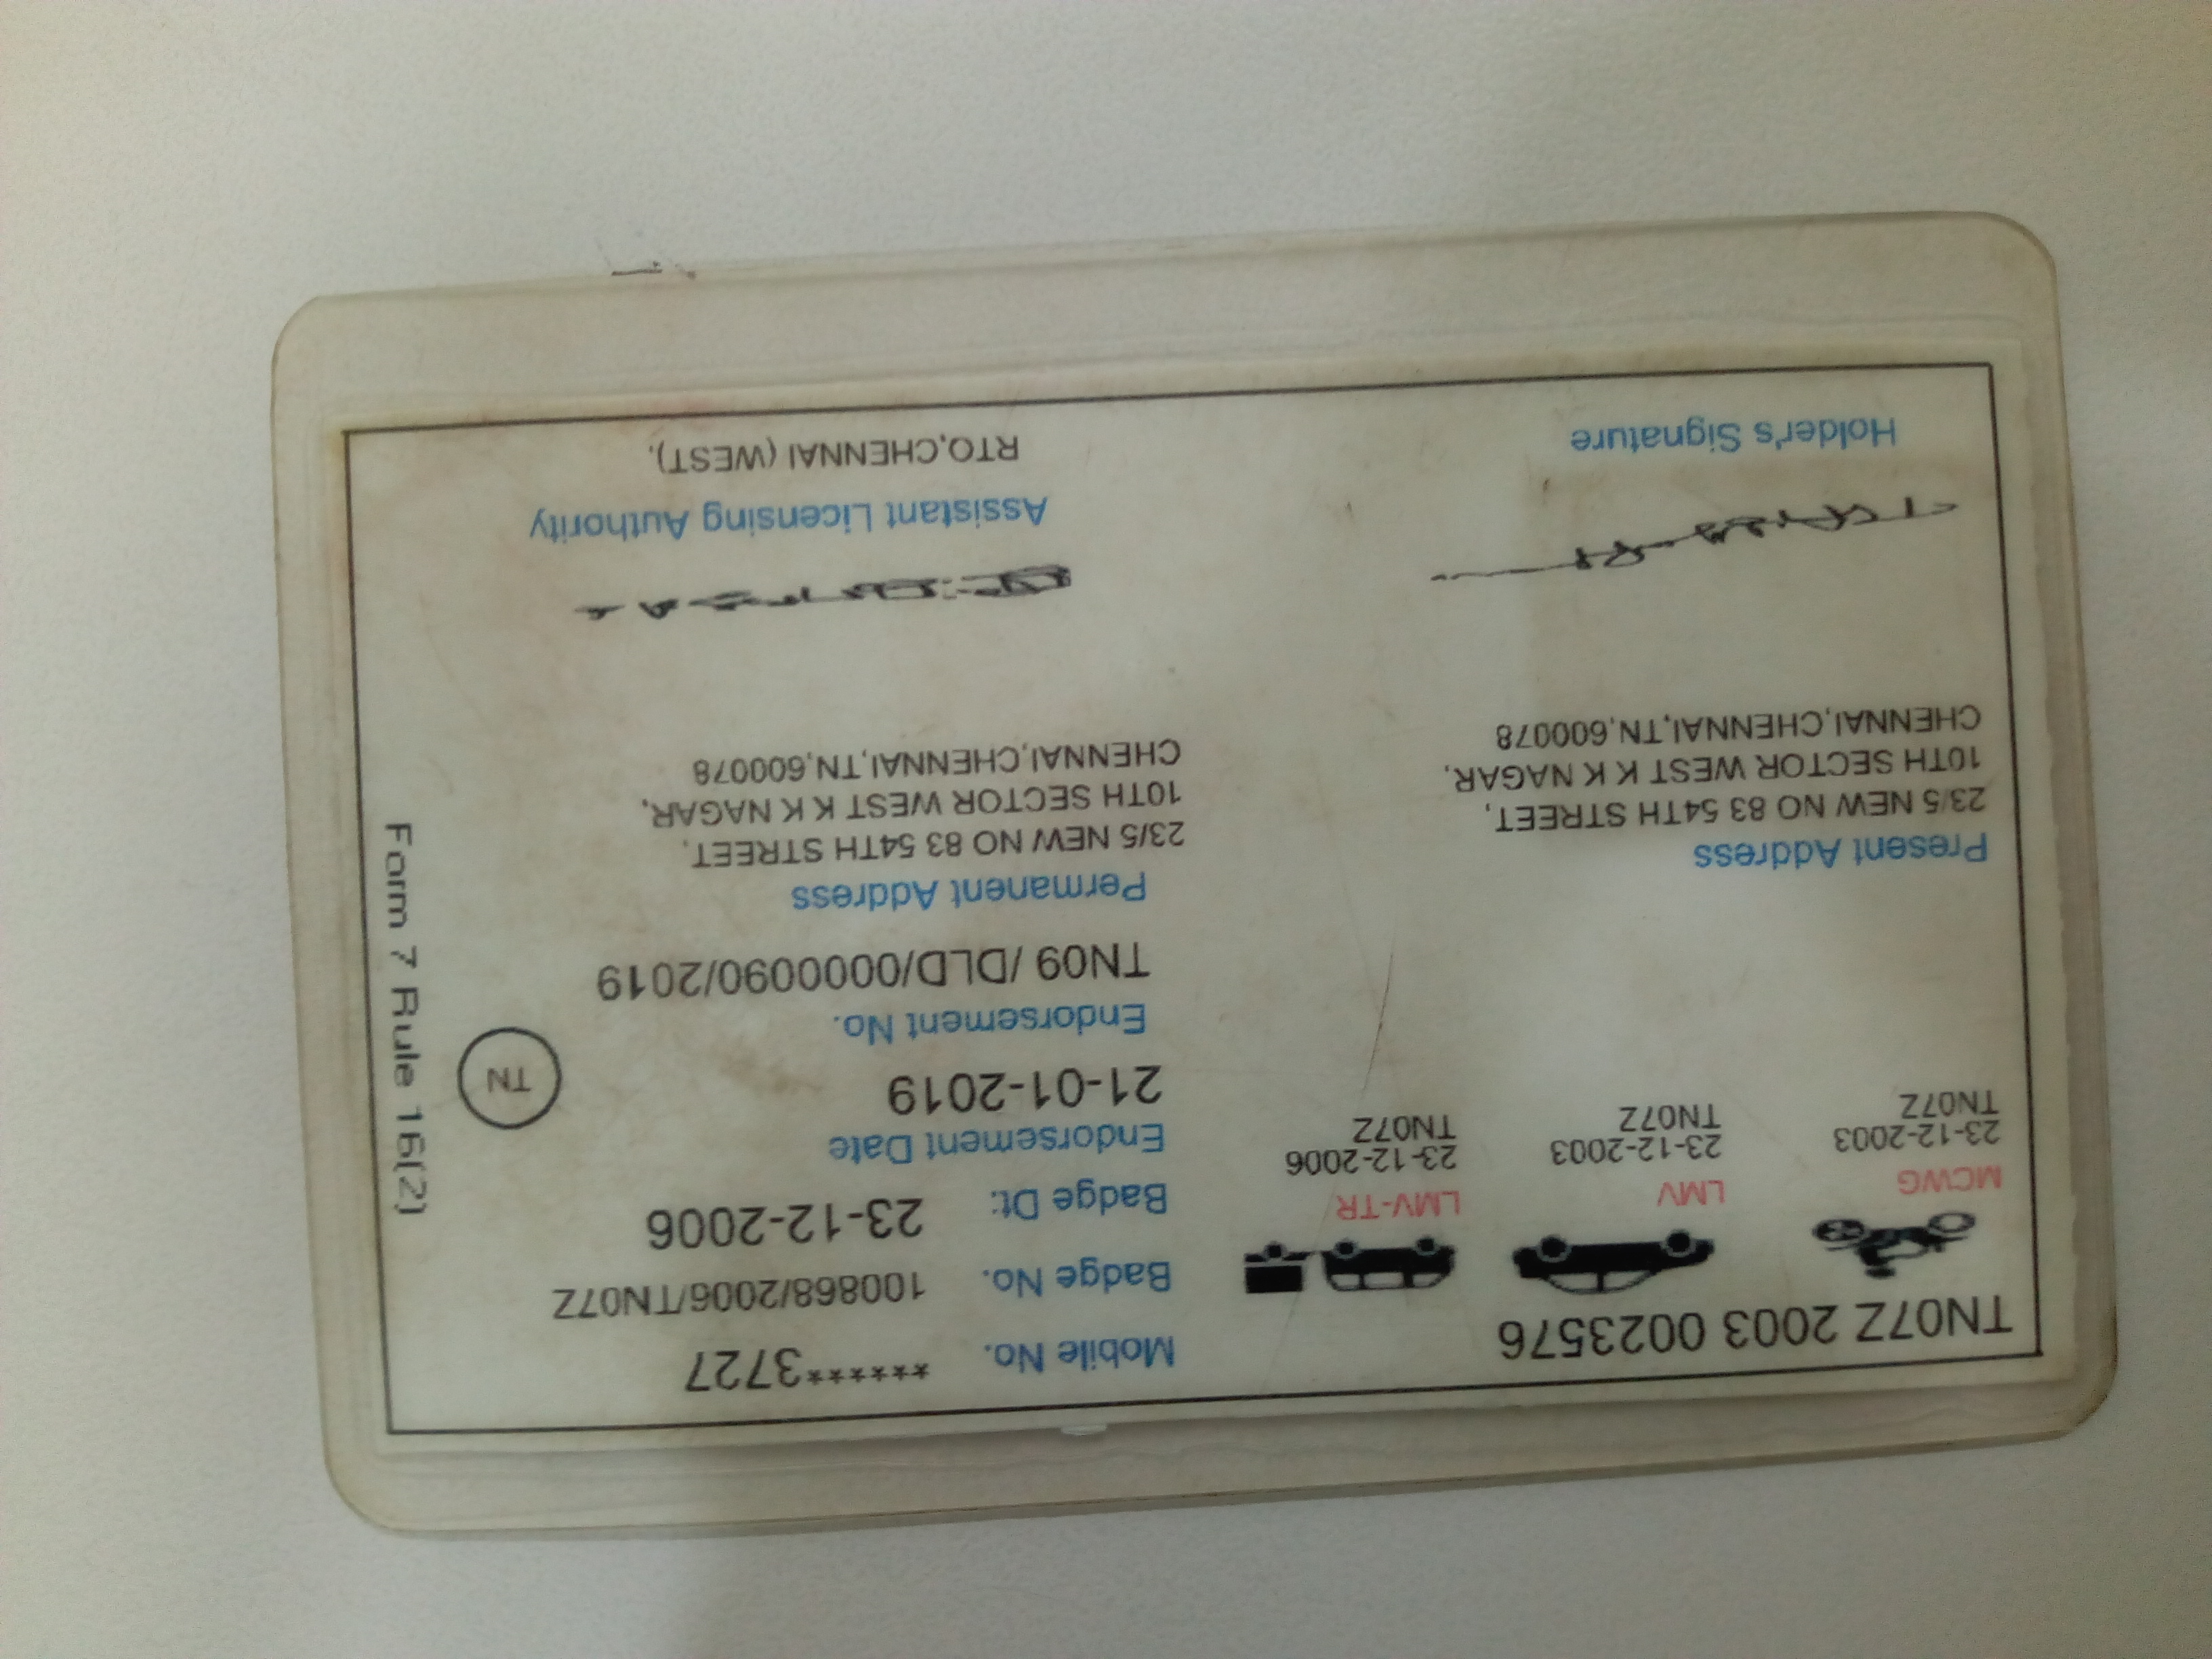 TN07Z 2003 0023576
MCWG
23-12-2003
TN07Z
LMV
23-12-2003
TN07Z
LMV-TR
23-12-2006
TN07Z
Mobile No. ******3727
Badge No. 100868/2006/TN07Z
Badge Dt: 23-12-2006
Endorsement Date
21-01-2019
Endorsement No.
TN09 /DLD/0000090/2019
TN
Present Address
23/5 NEW NO 83 54TH STREET,
10TH SECTOR WEST K K NAGAR,
CHENNAI,CHENNAI,TN,600078
Permanent Address
23/5 NEW NO 83 54TH STREET,
10TH SECTOR WEST K K NAGAR,
CHENNAI,CHENNAI,TN,600078
Holder's Signature
Assistant Licensing Authority
RTO,CHENNAI (WEST).
Form 7 Rule 16(2)